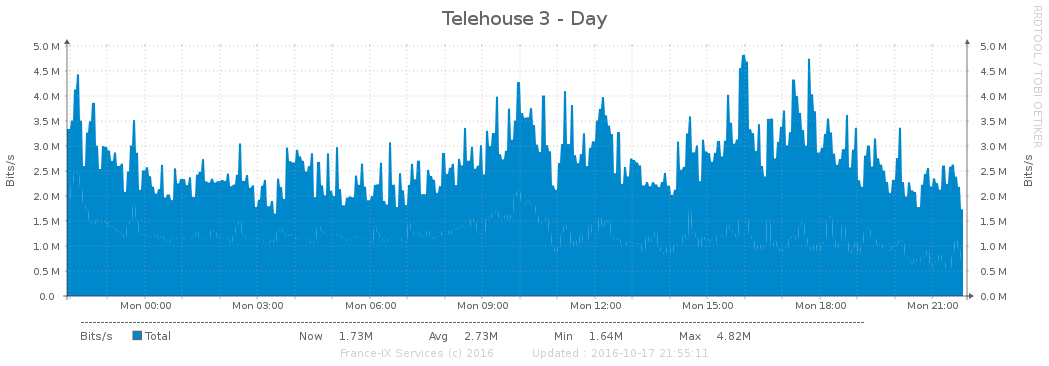 Telehouse 3 - Day
RRDTOOL / TOBI OETIKER
Bits/s
5.0 M 5.0 M
4.5 M 4.5 M
4.0 M 4.0 M
3.5 M 3.5 M
3.0 M 3.0 M
2.5 M 2.5 M
2.0 M 2.0 M
1.5 M 1.5 M
1.0 M 1.0 M
0.5 M 0.5 M
0.0 0.0 M
Bits/s
Mon 00:00 Mon 03:00 Mon 06:00 Mon 09:00 Mon 12:00 Mon 15:00 Mon 18:00 Mon 21:00
Bits/s Total Now 1.73M Avg 2.73M Min 1.64M Max 4.82M
France-IX Services (c) 2016 Updated : 2016-10-17 21:55:11